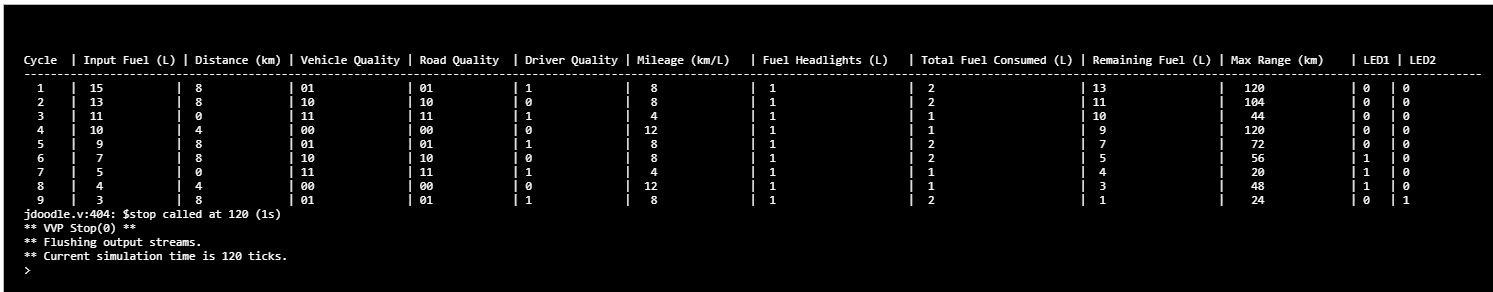 Cycle | Input Fuel (L) | Distance (km) | Vehicle Quality | Road Quality | Driver Quality | Mileage (km/L) | Fuel Headlights (L) | Total Fuel Consumed (L) | Remaining Fuel (L) | Max Range (km) | LED1 | LED2
-----------------------------------------------------------------------------------------------------------------------------
1 | 15 | 8 | 01 | 01 | 1 | 8 | 1 | 2 | 13 | 120 | 0 | 0
2 | 13 | 8 | 10 | 10 | 0 | 8 | 1 | 2 | 11 | 104 | 0 | 0
3 | 11 | 0 | 11 | 11 | 1 | 4 | 1 | 1 | 10 | 44 | 0 | 0
4 | 10 | 4 | 00 | 00 | 0 | 12 | 1 | 1 | 9 | 120 | 0 | 0
5 | 9 | 8 | 01 | 01 | 1 | 8 | 1 | 2 | 7 | 72 | 0 | 0
6 | 7 | 8 | 10 | 10 | 0 | 8 | 1 | 2 | 5 | 56 | 1 | 0
7 | 5 | 0 | 11 | 11 | 1 | 4 | 1 | 1 | 4 | 20 | 1 | 0
8 | 4 | 4 | 00 | 00 | 0 | 12 | 1 | 1 | 3 | 48 | 1 | 0
9 | 3 | 8 | 01 | 01 | 1 | 8 | 1 | 2 | 1 | 24 | 0 | 1
jdoodle.v:404: $stop called at 120 (1s)
** VVP Stop(0) **
** Flushing output streams.
** Current simulation time is 120 ticks.
>